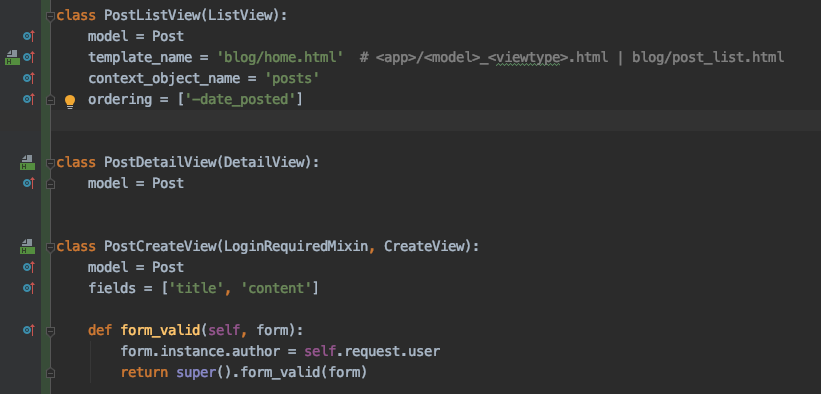 class PostListView(ListView):
    model = Post
    template_name = 'blog/home.html'  # <app>/<model>_<viewtype>.html | blog/post_list.html
    context_object_name = 'posts'
    ordering = ['-date_posted']
class PostDetailView(DetailView):
    model = Post
class PostCreateView(LoginRequiredMixin, CreateView):
    model = Post
    fields = ['title', 'content']
    def form_valid(self, form):
        form.instance.author = self.request.user
        return super().form_valid(form)